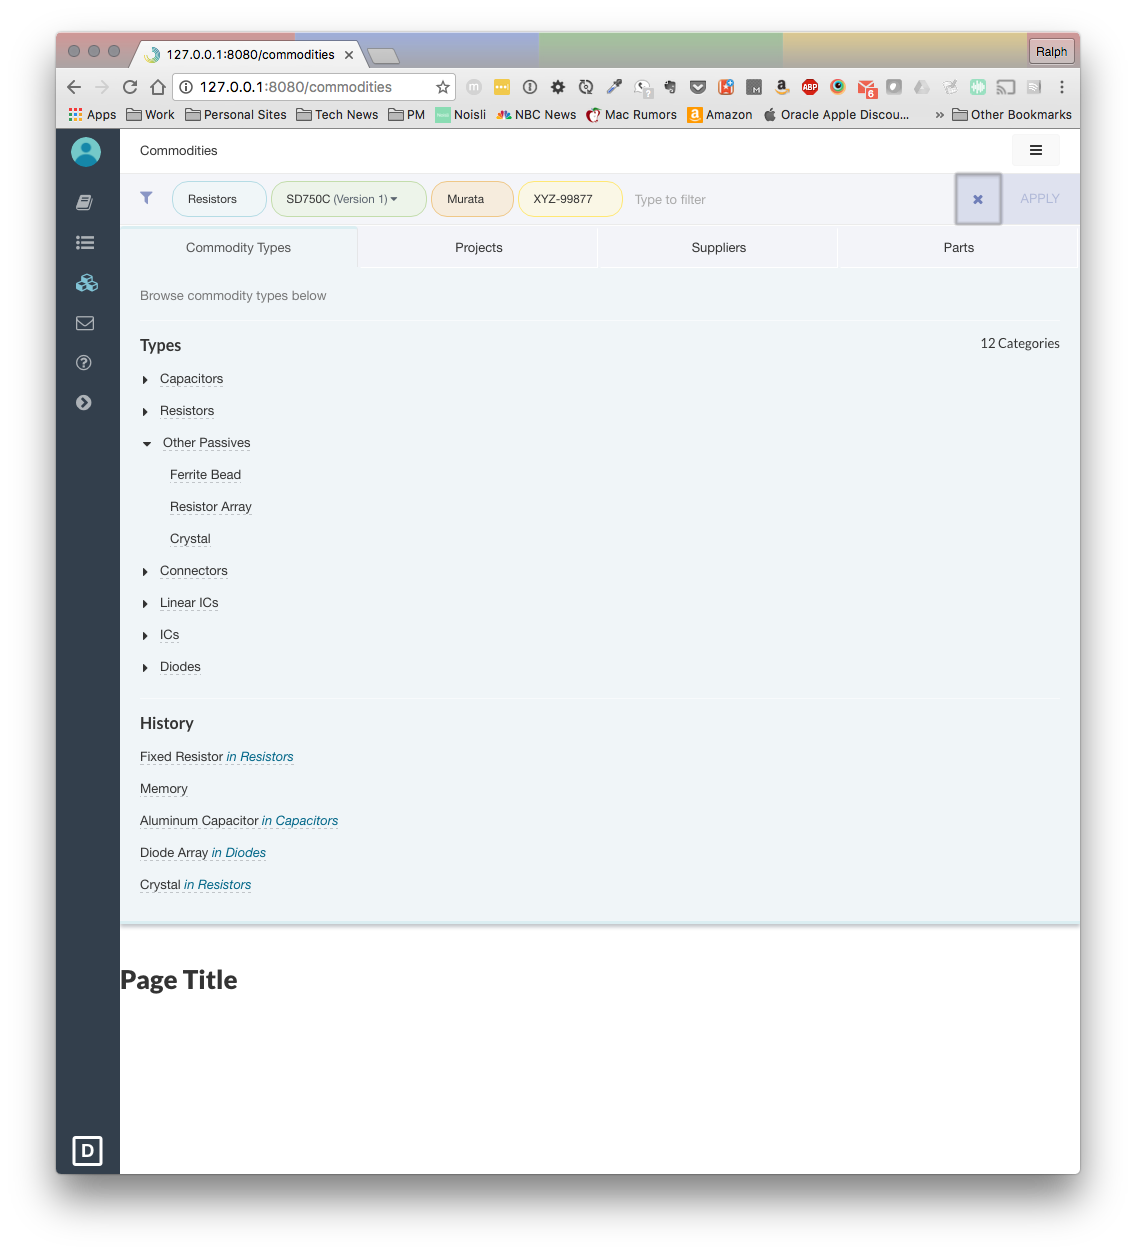 127.0.0.1:8080/commodities
Ralph
127.0.0.1:8080/commodities
ABP
M
?
6
Apps Work Personal Sites Tech News PM Noisli NBC News Mac Rumors Amazon Oracle Apple Discou... » Other Bookmarks
Commodities
Resistors SD750C (Version 1) Murata XYZ-99877 Type to filter APPLY
Commodity Types Projects Suppliers Parts
Browse commodity types below
Types 12 Categories
Capacitors
Resistors
Other Passives
Ferrite Bead
Resistor Array
Crystal
Connectors
Linear ICs
ICs
Diodes
History
Fixed Resistor in Resistors
Memory
Aluminum Capacitor in Capacitors
Diode Array in Diodes
Crystal in Resistors
Page Title
D